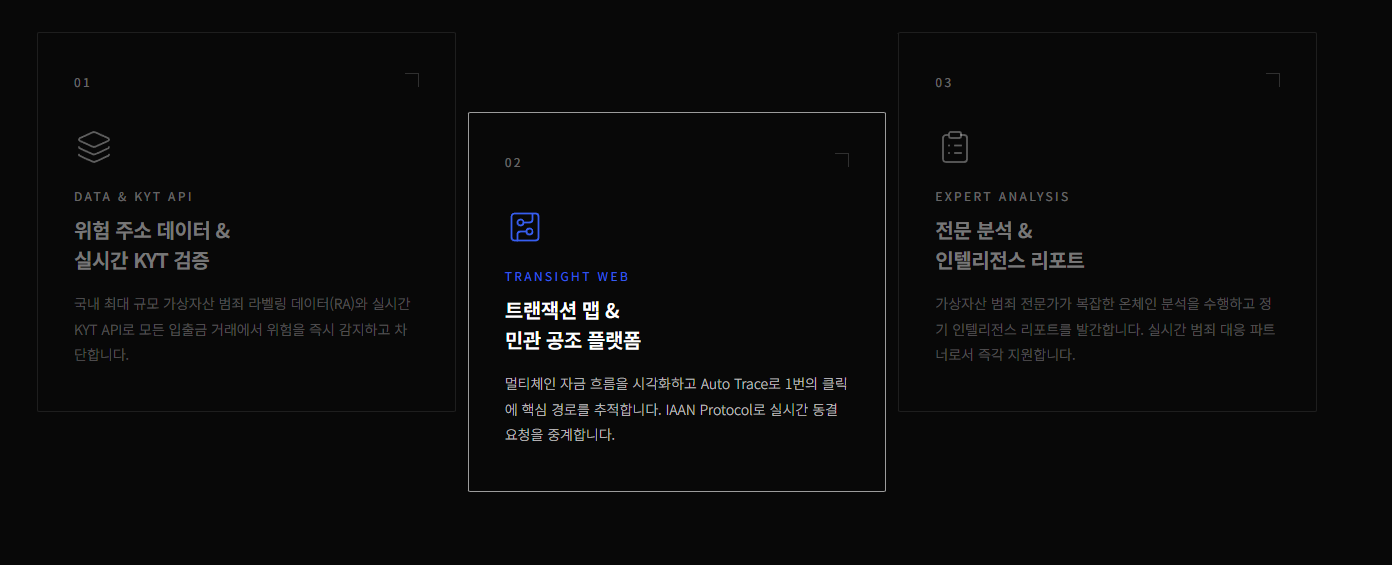 01
DATA & KYT API
위험 주소 데이터 &
실시간 KYT 검증
국내 최대 규모 가상자산 범죄 라벨링 데이터(RA)와 실시간
KYT API로 모든 입출금 거래에서 위험을 즉시 감지하고 차
단합니다.
02
TRANSIGHT WEB
트랜잭션 맵 &
민관 공조 플랫폼
멀티체인 자금 흐름을 시각화하고 Auto Trace로 1번의 클릭
에 핵심 경로를 추적합니다. IAAN Protocol로 실시간 동결
요청을 중계합니다.
03
EXPERT ANALYSIS
전문 분석 &
인텔리전스 리포트
가상자산 범죄 전문가가 복잡한 온체인 분석을 수행하고 정
기 인텔리전스 리포트를 발간합니다. 실시간 범죄 대응 파트
너로서 즉각 지원합니다.